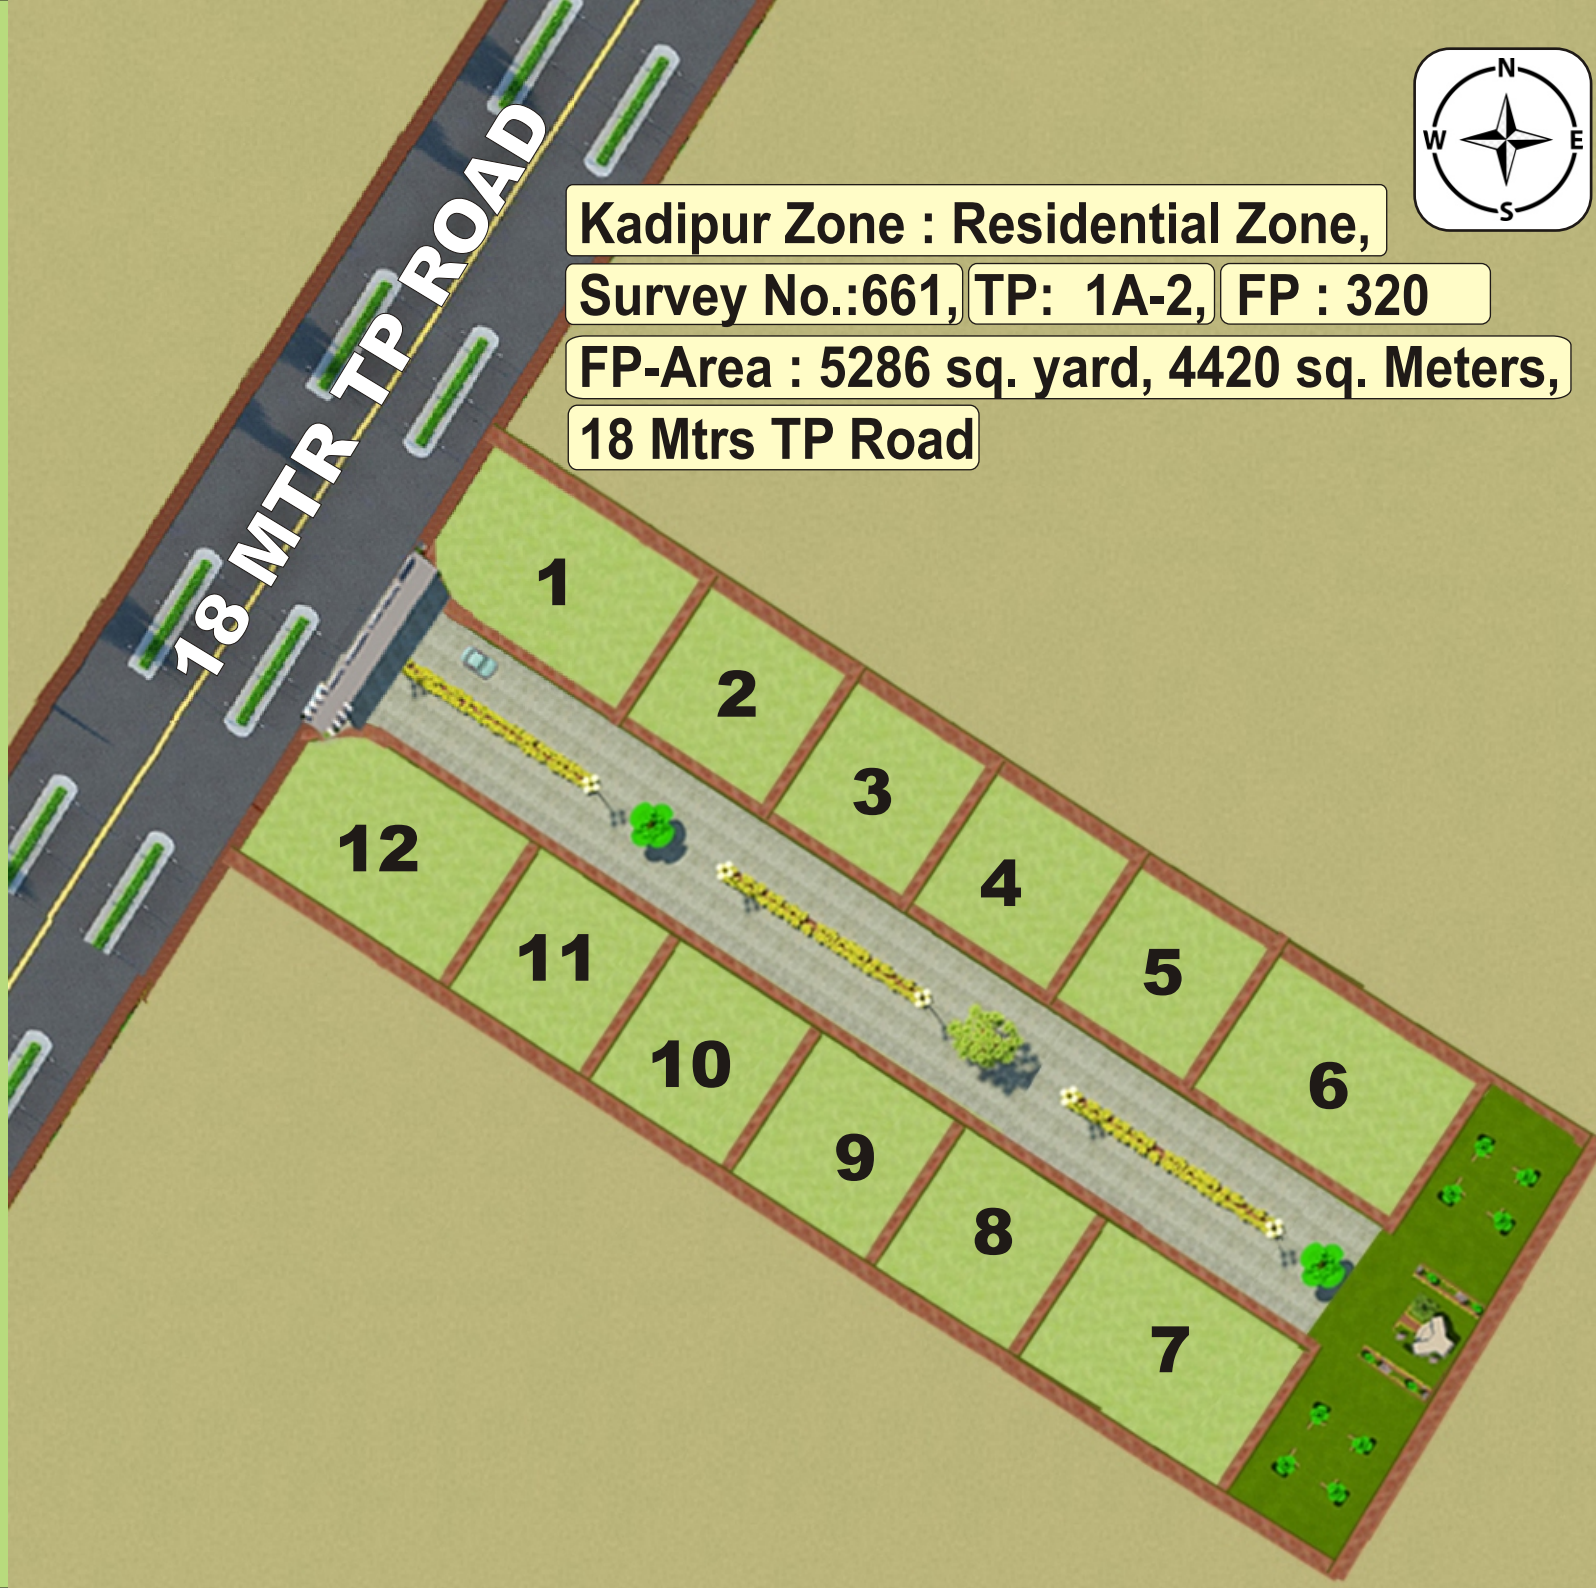 N
W E
S
18 MTR TP ROAD
Kadipur Zone : Residential Zone,
Survey No.:661, TP: 1A-2, FP : 320
FP-Area : 5286 sq. yard, 4420 sq. Meters,
18 Mtrs TP Road
1
2
3
4
5
6
12
11
10
9
8
7